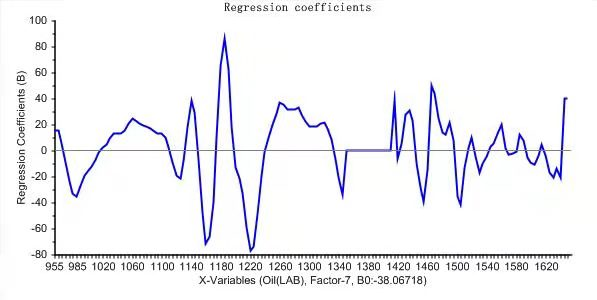 Regression coefficients
Regression Coefficients (B)
100
80
60
40
20
0
-20
-40
-60
-80
955 985 1020 1060 1100 1140 1180 1220 1260 1300 1340 1380 1420 1460 1500 1540 1580 1620
X-Variables (Oil(LAB), Factor-7, B0:-38.06718)